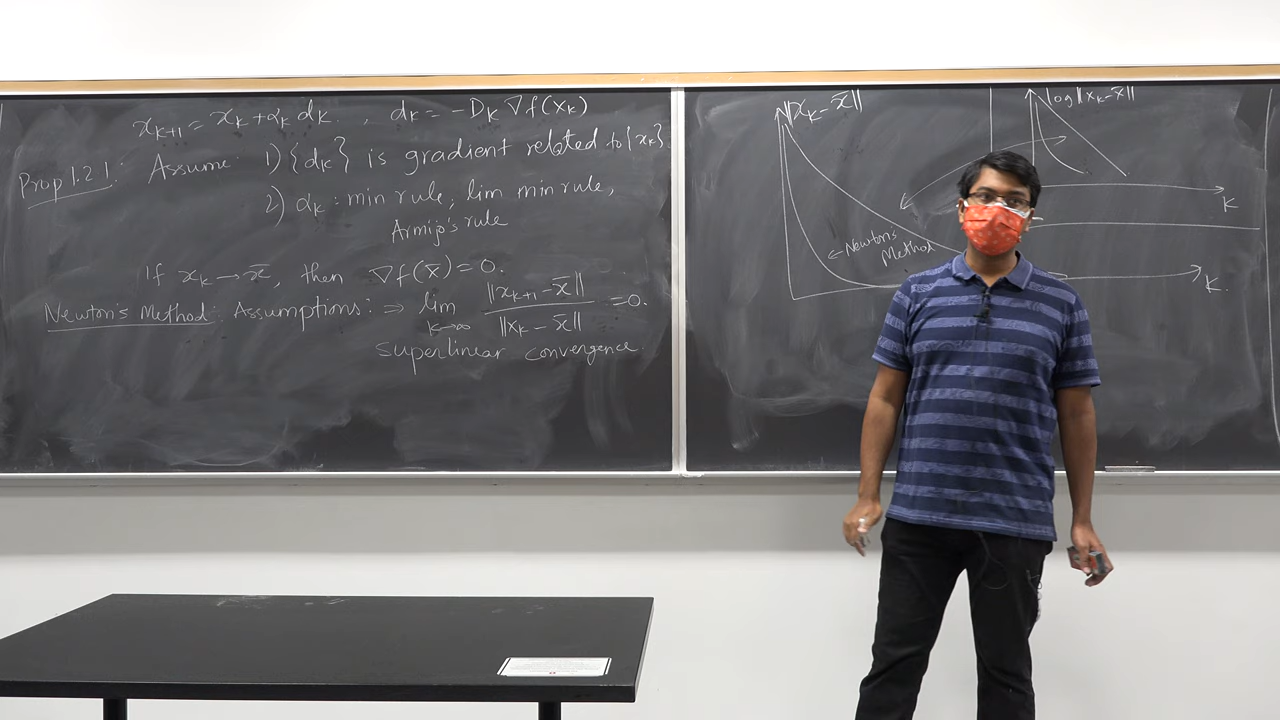 x_{k+1} = x_k + α_k d_k , d_k = -D_k ∇f(x_k)
Prop 1.2.1: Assume 1) {d_k} is gradient related to {x_k}
2) α_k: min rule, lim min rule,
Armijo's rule
If x_k → x̄, then ∇f(x̄) = 0.
Newton's Method: Assumptions: ⇒ lim_{k→∞} ||x_{k+1} - x̄|| / ||x_k - x̄|| = 0.
superlinear convergence.
||x_k - x̄||
← Newton's
Method
log||x_k - x̄||
k
k.